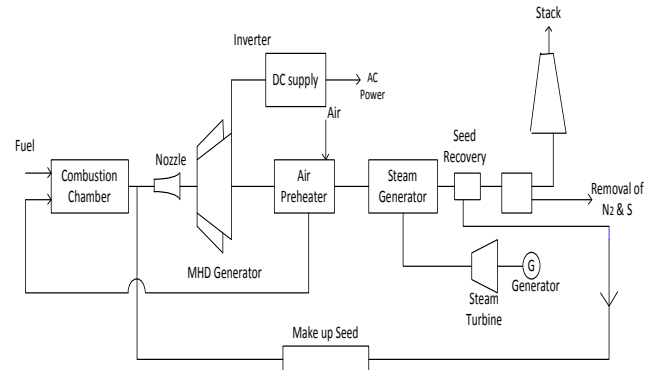 Stack
Inverter
DC supply
AC
Power
Air
Fuel
Combustion
Chamber
Nozzle
MHD Generator
Air
Preheater
Steam
Generator
Seed
Recovery
Removal of
N2 & S
G
Generator
Steam
Turbine
Make up Seed